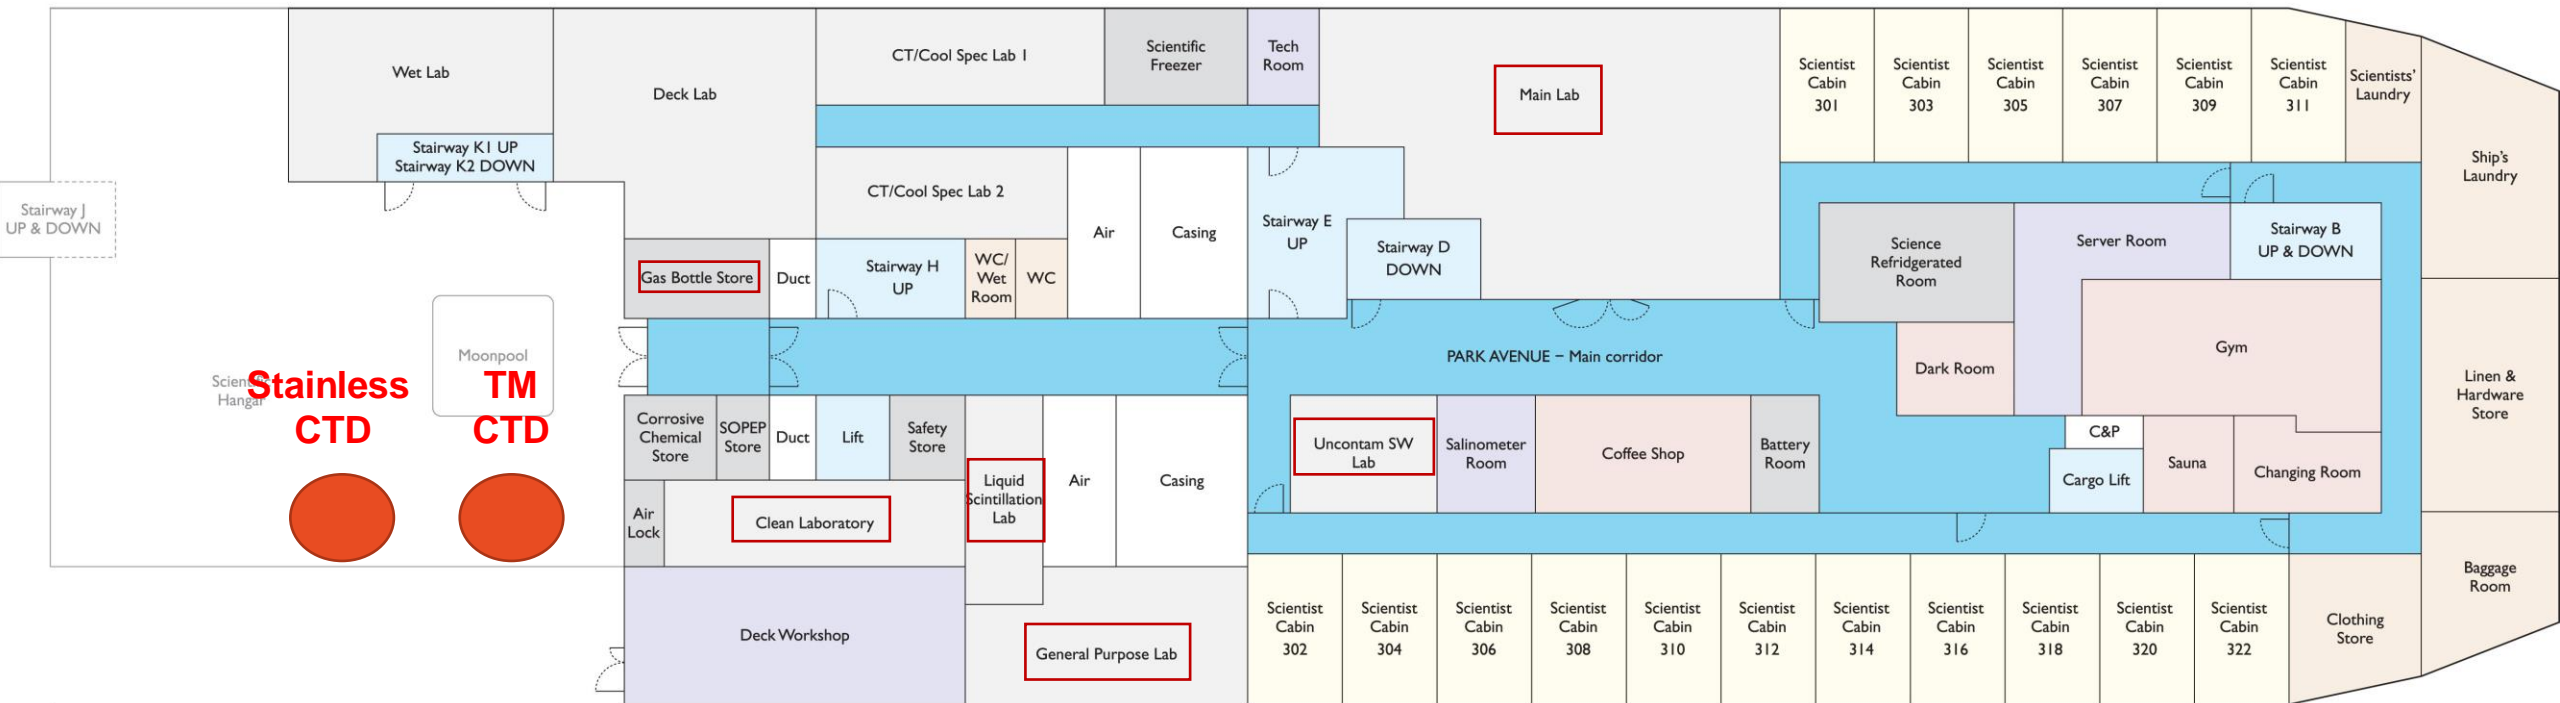 Wet Lab
Stairway K1 UP
Stairway K2 DOWN
Deck Lab
CT/Cool Spec Lab 1
Scientific
Freezer
Tech
Room
Main Lab
Scientist
Cabin
301
Scientist
Cabin
303
Scientist
Cabin
305
Scientist
Cabin
307
Scientist
Cabin
309
Scientist
Cabin
311
Scientists'
Laundry
Ship's
Laundry
Stairway J
UP & DOWN
CT/Cool Spec Lab 2
Air
Casing
Stairway E
UP
Stairway D
DOWN
Science
Refridgerated
Room
Server Room
Stairway B
UP & DOWN
Gas Bottle Store
Duct
Stairway H
UP
WC/
Wet
Room
WC
Moonpool
Scientific
Hangar
Stainless
CTD
TM
CTD
PARK AVENUE – Main corridor
Dark Room
Gym
Linen &
Hardware
Store
Corrosive
Chemical
Store
SOPEP
Store
Duct
Lift
Safety
Store
Liquid
Scintillation
Lab
Air
Casing
Uncontam SW
Lab
Salinometer
Room
Coffee Shop
Battery
Room
C&P
Cargo Lift
Sauna
Changing Room
Air
Lock
Clean Laboratory
Deck Workshop
General Purpose Lab
Scientist
Cabin
302
Scientist
Cabin
304
Scientist
Cabin
306
Scientist
Cabin
308
Scientist
Cabin
310
Scientist
Cabin
312
Scientist
Cabin
314
Scientist
Cabin
316
Scientist
Cabin
318
Scientist
Cabin
320
Scientist
Cabin
322
Clothing
Store
Baggage
Room